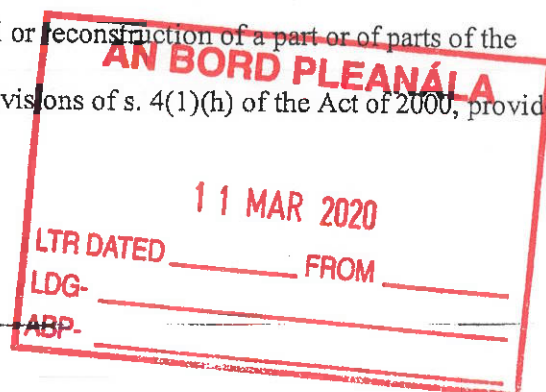 or reconstruction of a part or of parts of the
AN BORD PLEANÁLA
visions of s. 4(1)(h) of the Act of 2000, provid
11 MAR 2020
LTR DATED FROM
LDG-
ABP-